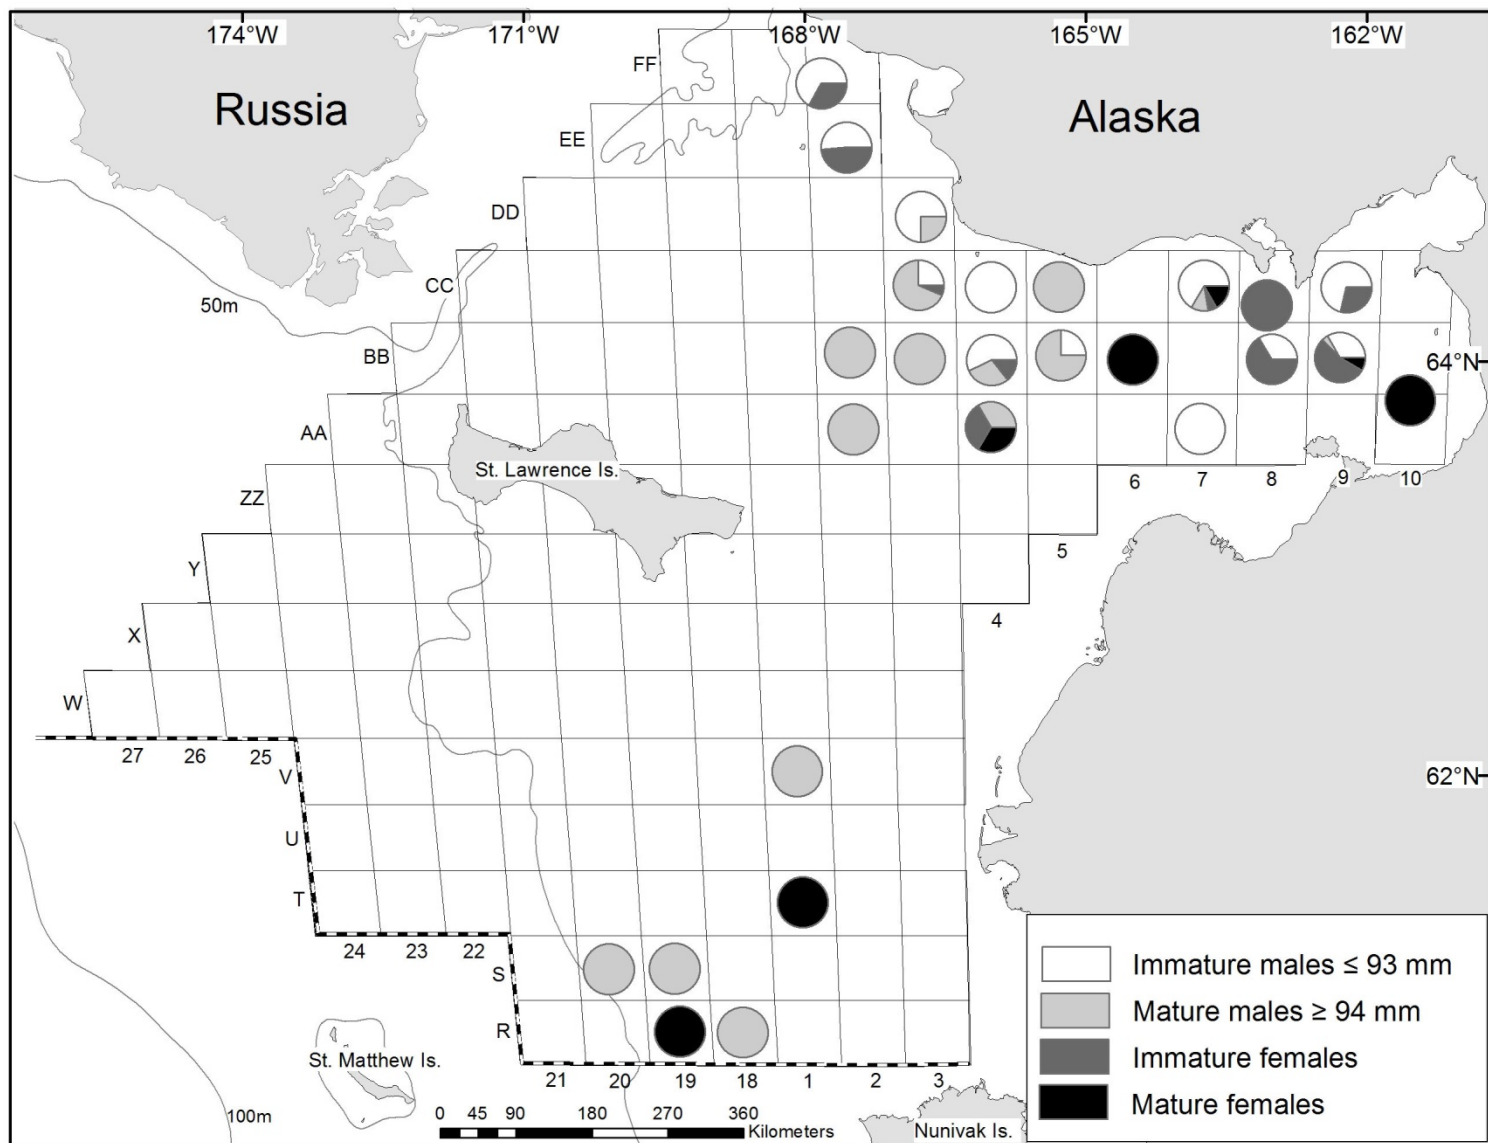 174°W 171°W 168°W 165°W 162°W
FF
Russia
Alaska
EE
DD
CC
50m
BB
64°N
AA
St. Lawrence Is.
ZZ
6 7 8 9 10
5
Y
4
X
W
27 26 25
V
62°N
U
T
24 23 22
S
R
21 20 19 18 1 2 3
St. Matthew Is.
100m
0 45 90 180 270 360
Kilometers
Nunivak Is.
Immature males ≤ 93 mm
Mature males ≥ 94 mm
Immature females
Mature females